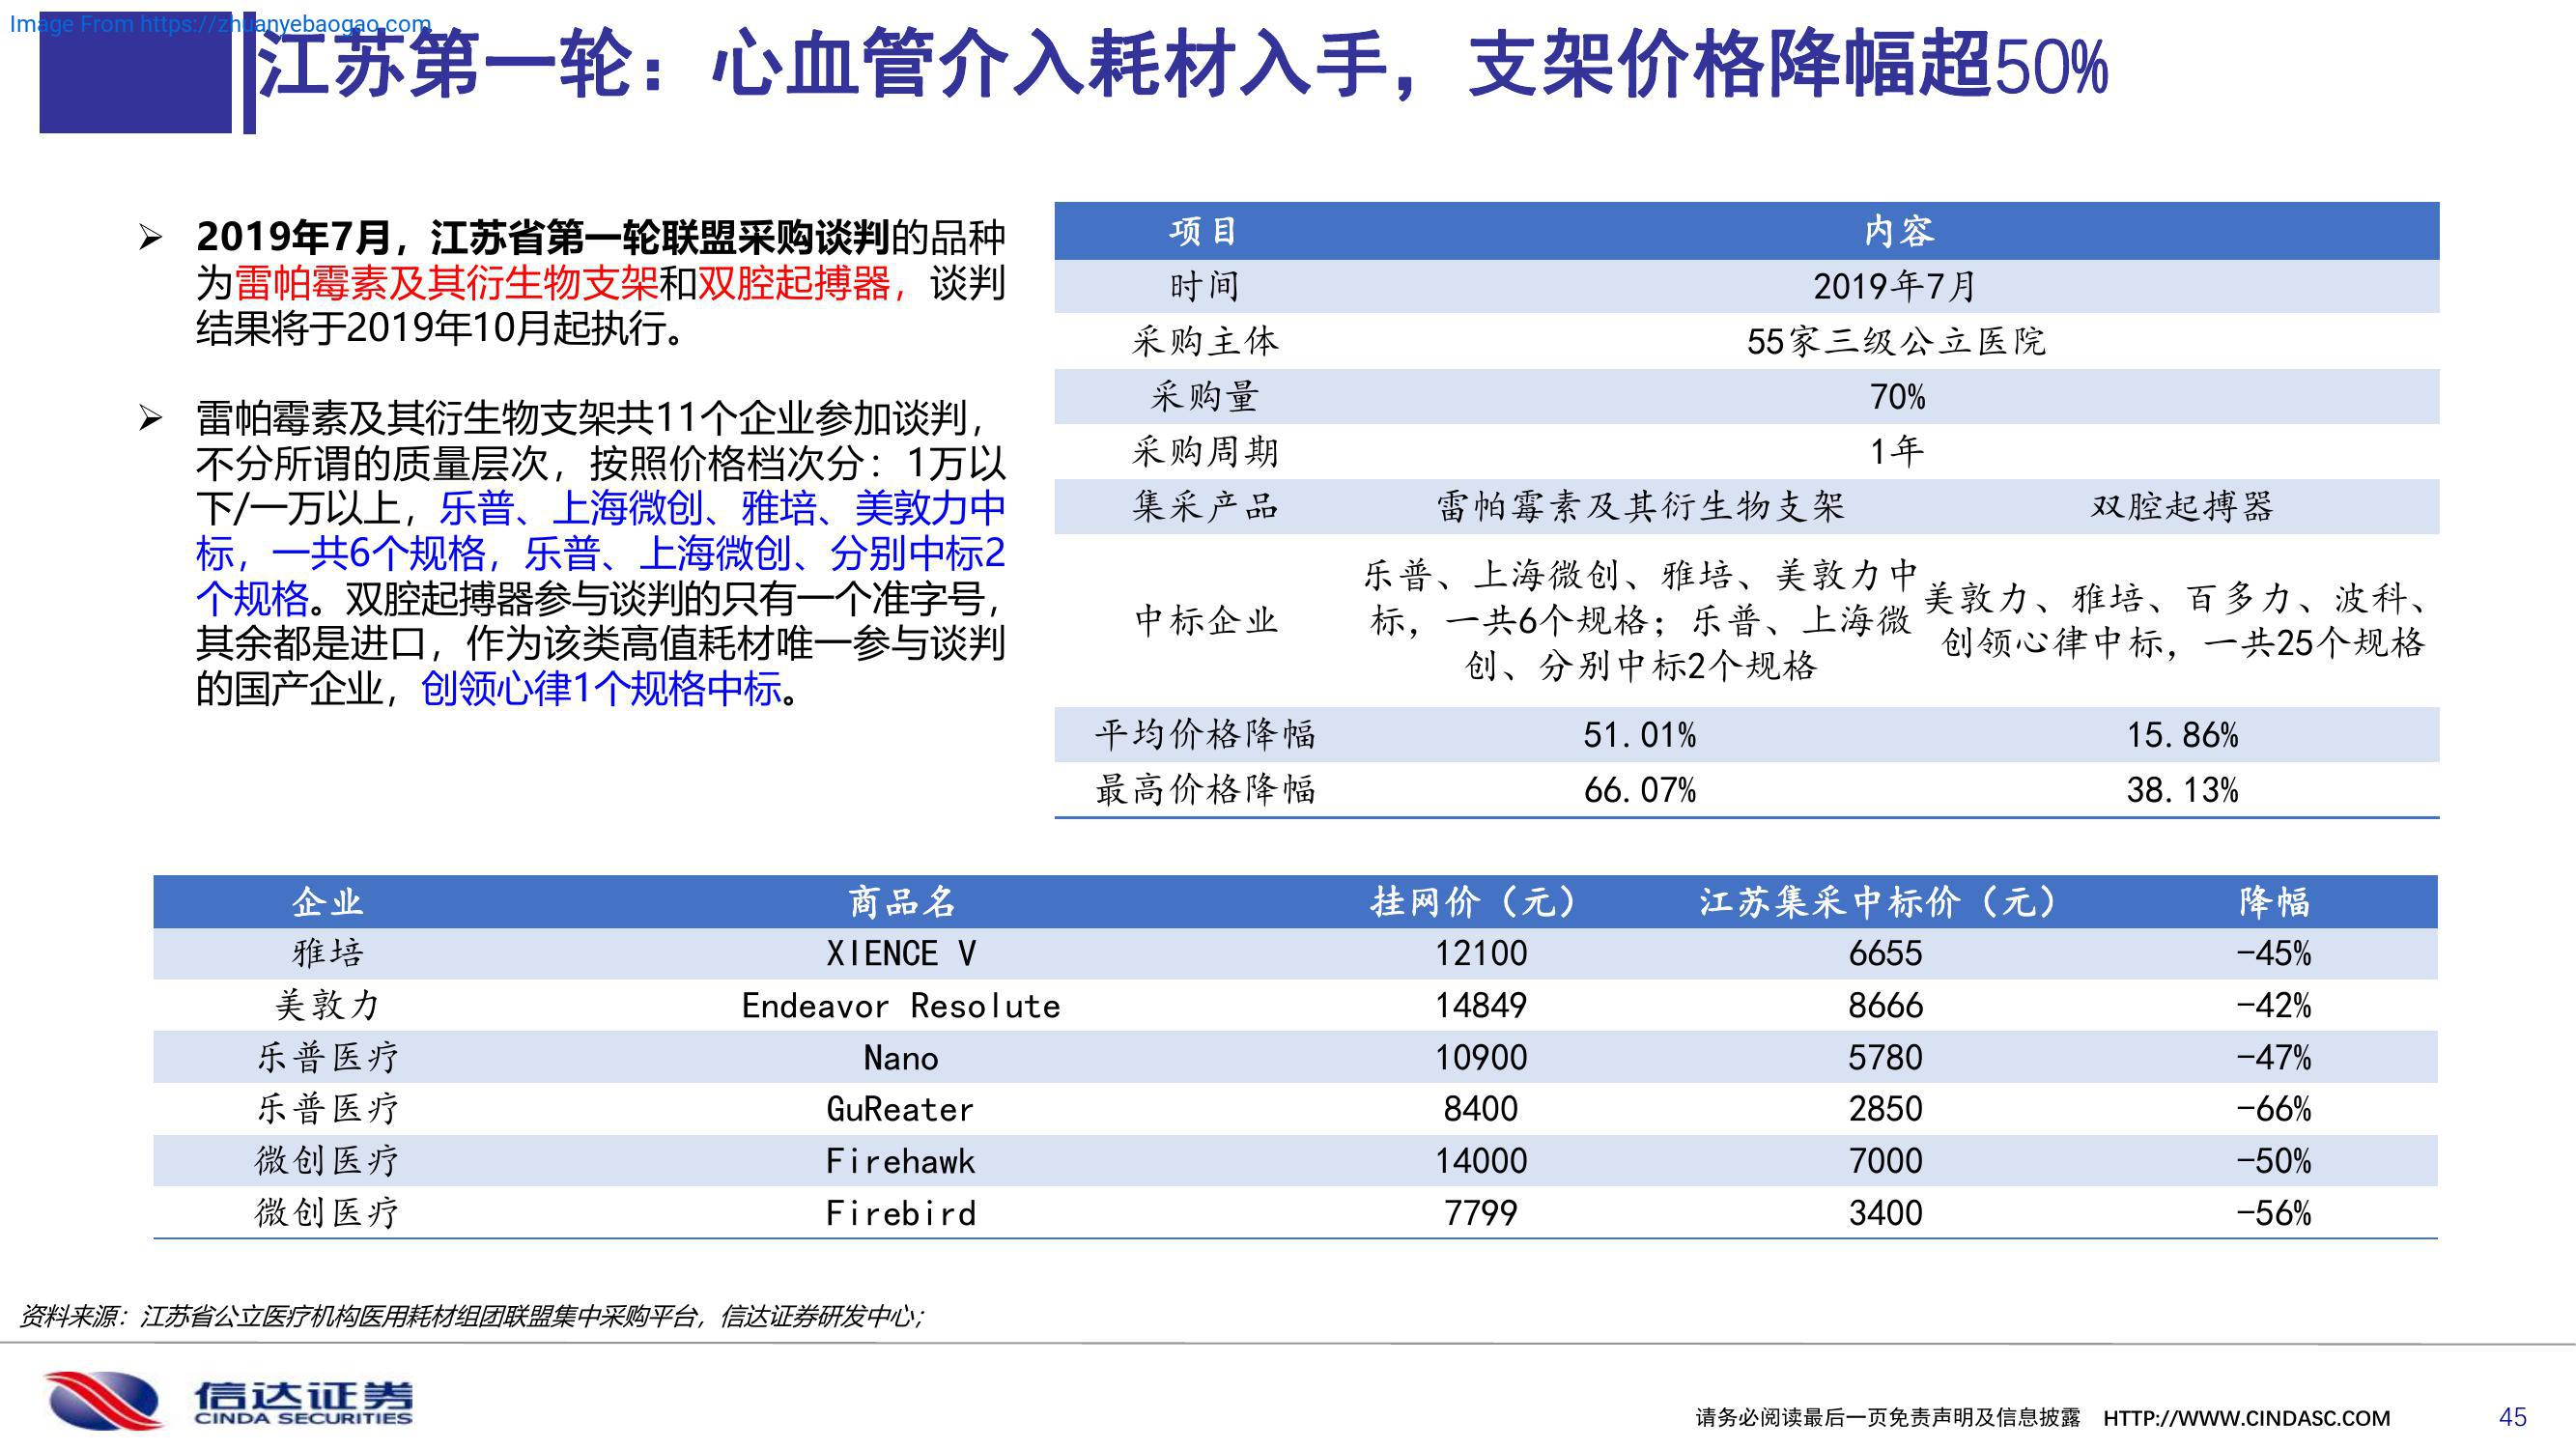 Image From https://zhuanyebaogao.com
江苏第一轮：心血管介入耗材入手，支架价格降幅超50%
➢ 2019年7月，江苏省第一轮联盟采购谈判的品种
为雷帕霉素及其衍生物支架和双腔起搏器，谈判
结果将于2019年10月起执行。
➢ 雷帕霉素及其衍生物支架共11个企业参加谈判，
不分所谓的质量层次，按照价格档次分：1万以
下/一万以上，乐普、上海微创、雅培、美敦力中
标，一共6个规格，乐普、上海微创、分别中标2
个规格。双腔起搏器参与谈判的只有一个准字号，
其余都是进口，作为该类高值耗材唯一参与谈判
的国产企业，创领心律1个规格中标。
项目 内容
时间 2019年7月
采购主体 55家三级公立医院
采购量 70%
采购周期 1年
集采产品 雷帕霉素及其衍生物支架 双腔起搏器
中标企业
乐普、上海微创、雅培、美敦力中
标，一共6个规格；乐普、上海微
创、分别中标2个规格
美敦力、雅培、百多力、波科、
创领心律中标，一共25个规格
平均价格降幅 51.01% 15.86%
最高价格降幅 66.07% 38.13%
企业 商品名 挂网价（元） 江苏集采中标价（元） 降幅
雅培 XIENCE V 12100 6655 -45%
美敦力 Endeavor Resolute 14849 8666 -42%
乐普医疗 Nano 10900 5780 -47%
乐普医疗 GuReater 8400 2850 -66%
微创医疗 Firehawk 14000 7000 -50%
微创医疗 Firebird 7799 3400 -56%
资料来源：江苏省公立医疗机构医用耗材组团联盟集中采购平台，信达证券研发中心；
信达证券
CINDA SECURITIES
请务必阅读最后一页免责声明及信息披露 HTTP://WWW.CINDASC.COM 45